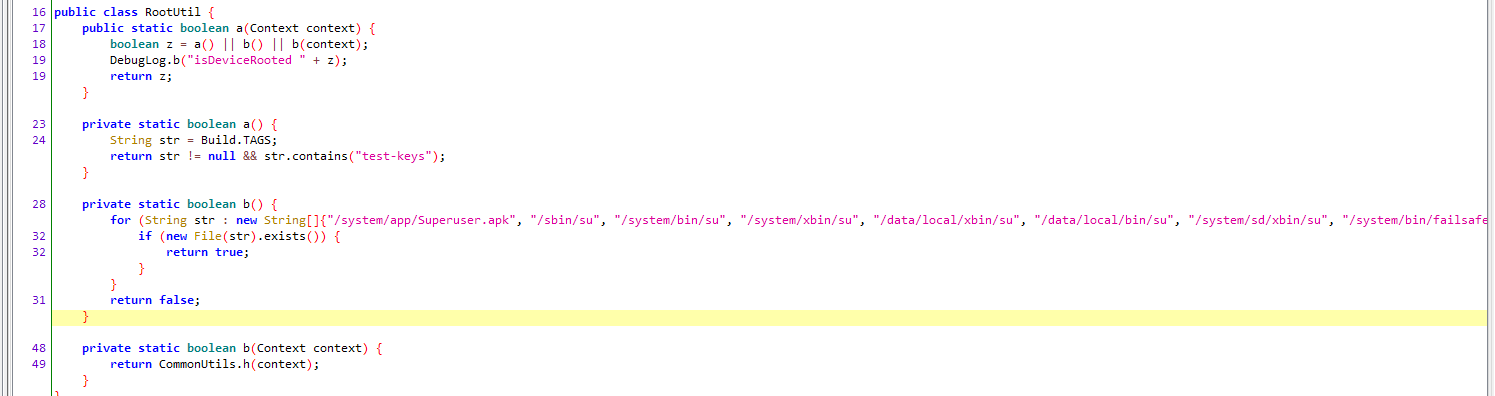 16 public class RootUtil {
17     public static boolean a(Context context) {
18         boolean z = a() || b() || b(context);
19         DebugLog.b("isDeviceRooted " + z);
19         return z;
    }
23     private static boolean a() {
24         String str = Build.TAGS;
        return str != null && str.contains("test-keys");
    }
28     private static boolean b() {
        for (String str : new String[]{"/system/app/Superuser.apk", "/sbin/su", "/system/bin/su", "/system/xbin/su", "/data/local/xbin/su", "/data/local/bin/su", "/system/sd/xbin/su", "/system/bin/failsafe
32             if (new File(str).exists()) {
32                 return true;
            }
        }
31         return false;
    }
48     private static boolean b(Context context) {
49         return CommonUtils.h(context);
    }
}